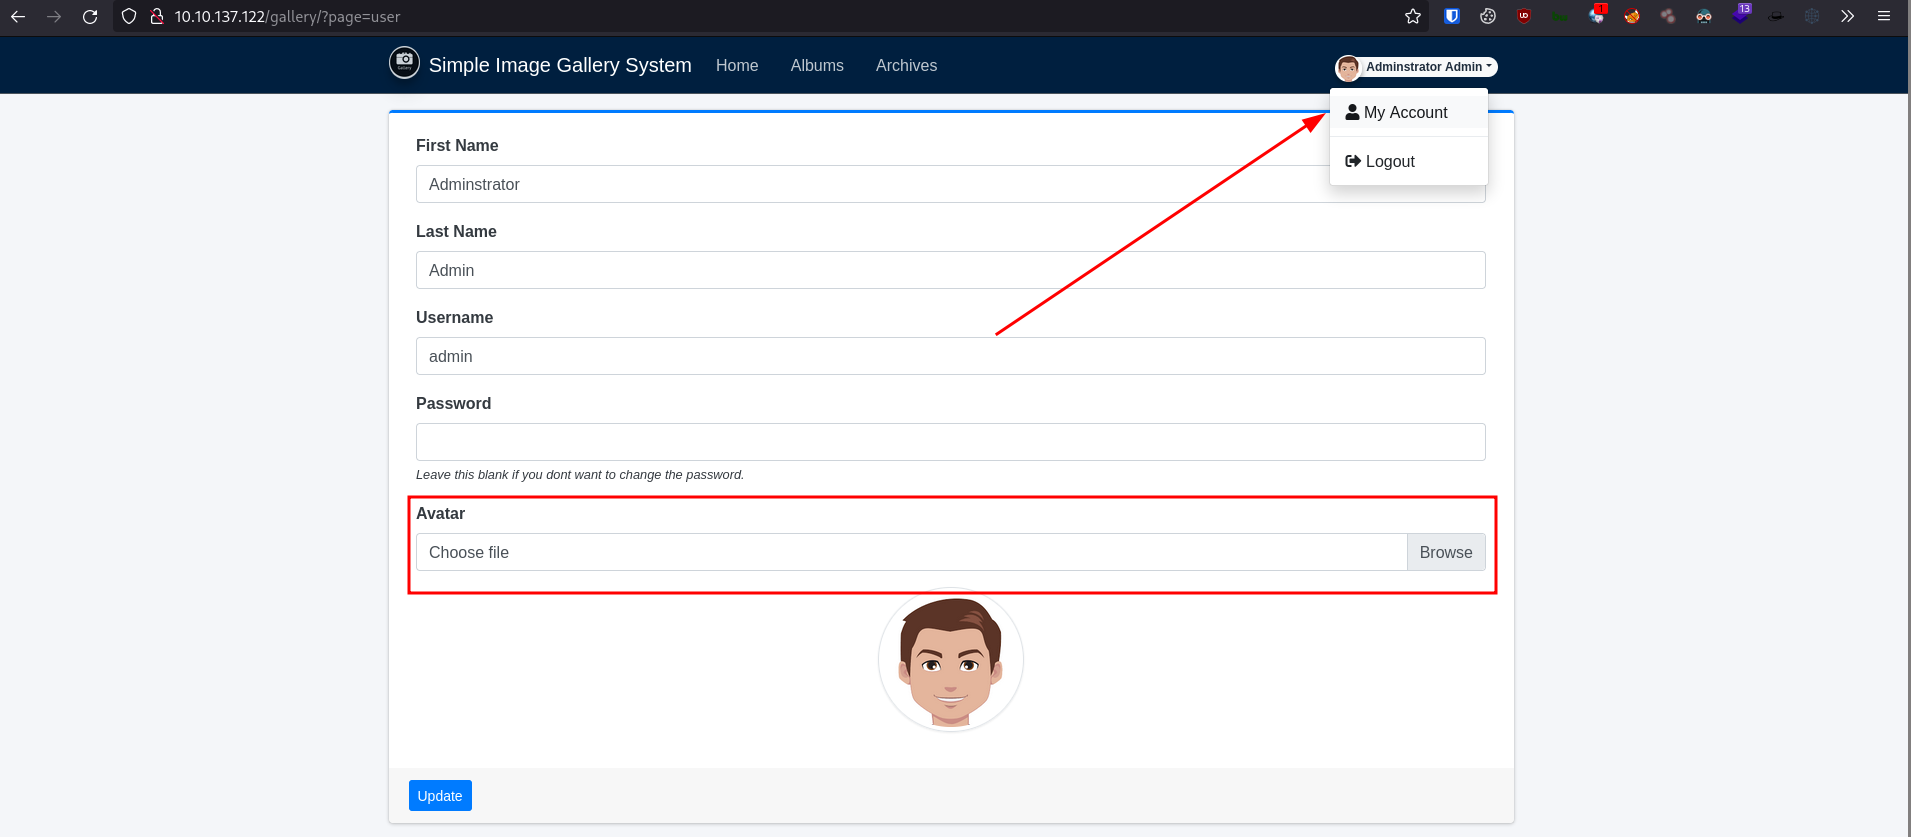 10.10.137.122/gallery/?page=user
13
Simple Image Gallery System
Home
Albums
Archives
Adminstrator Admin
My Account
Logout
First Name
Adminstrator
Last Name
Admin
Username
admin
Password
Leave this blank if you dont want to change the password.
Avatar
Choose file
Browse
Update